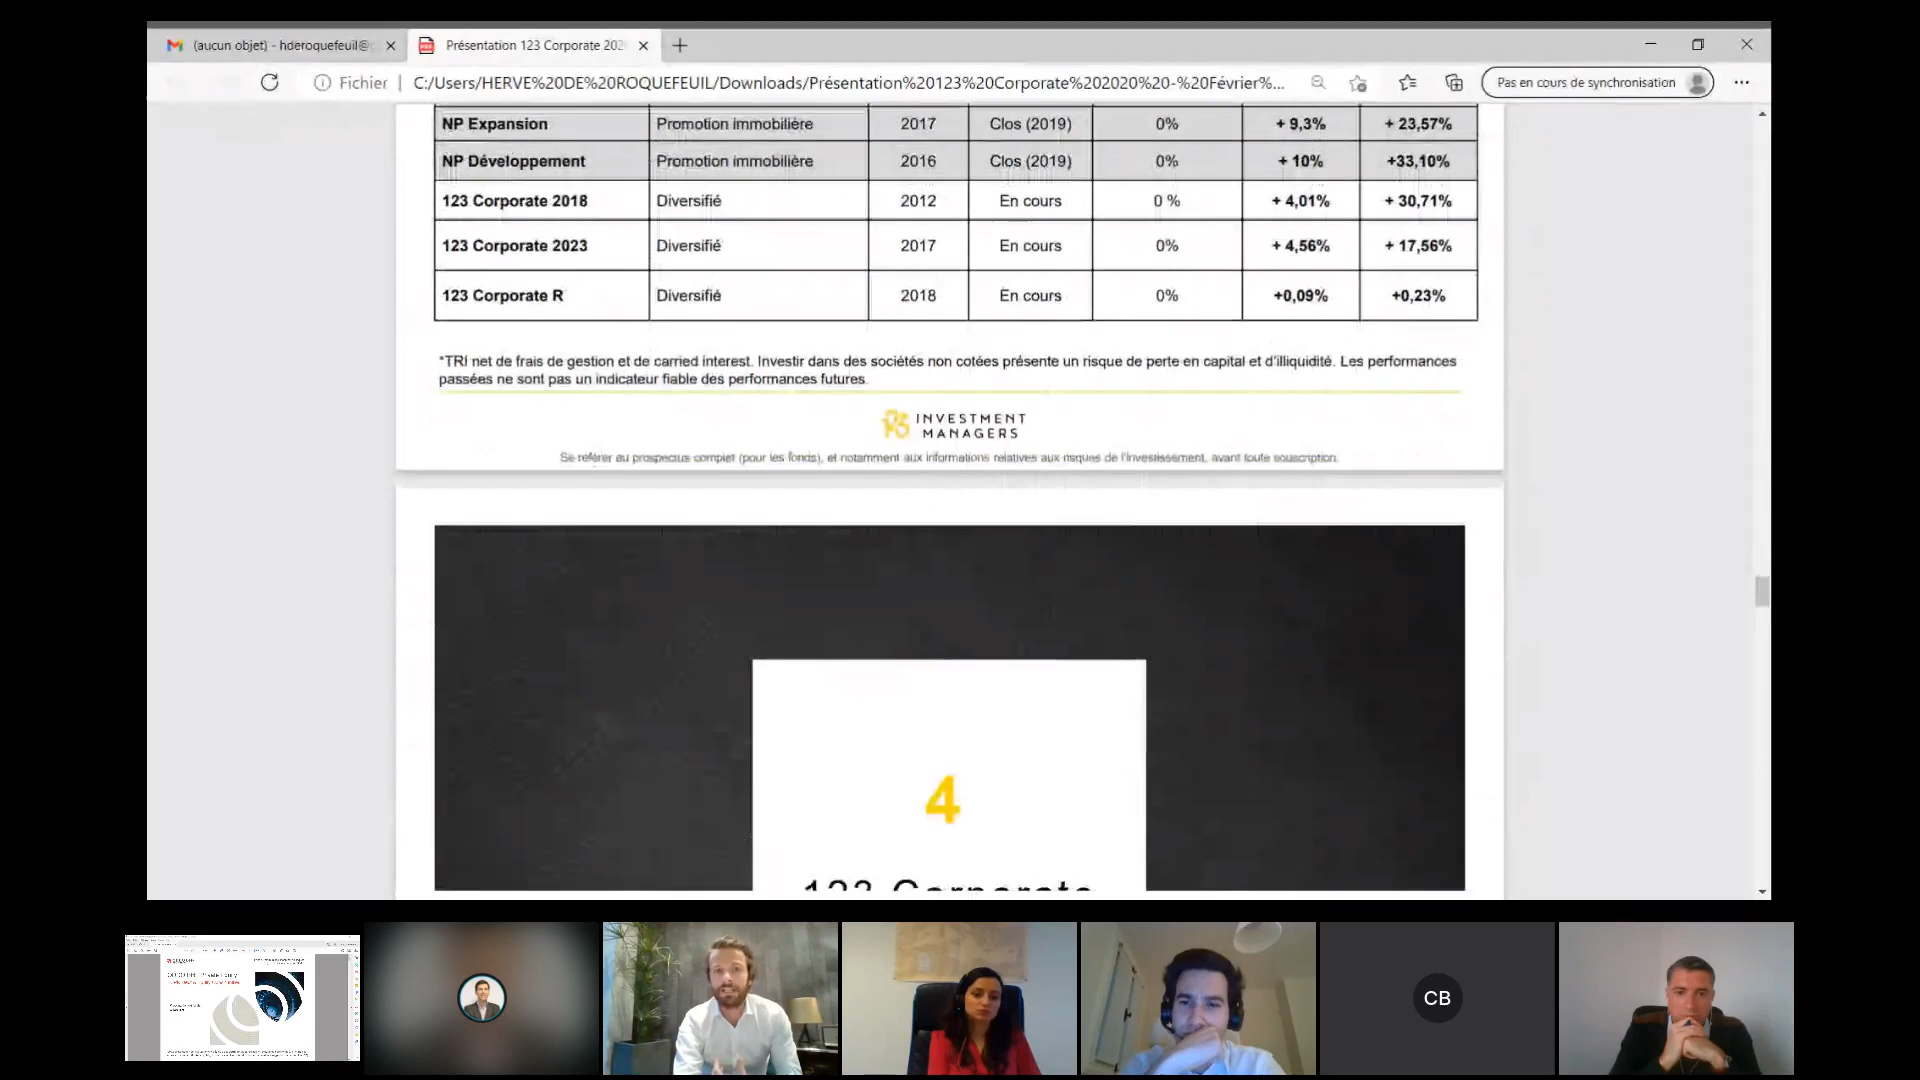 (aucun objet) - hderoquefeuil@
Présentation 123 Corporate 202
Fichier
C:/Users/HERVE%20DE%20ROQUEFEUIL/Downloads/Présentation%20123%20Corporate%202020%20-%20Février%...
Pas en cours de synchronisation
NP Expansion Promotion immobilière 2017 Clos (2019) 0% + 9,3% + 23,57%
NP Développement Promotion immobilière 2016 Clos (2019) 0% + 10% +33,10%
123 Corporate 2018 Diversifié 2012 En cours 0 % + 4,01% + 30,71%
123 Corporate 2023 Diversifié 2017 En cours 0% + 4,56% + 17,56%
123 Corporate R Diversifié 2018 En cours 0% +0,09% +0,23%
*TRI net de frais de gestion et de carried interest. Investir dans des sociétés non cotées présente un risque de perte en capital et d'illiquidité. Les performances
passées ne sont pas un indicateur fiable des performances futures.
INVESTMENT
MANAGERS
Se référer au prospectus complet (pour les fonds), et notamment aux informations relatives aux risques de l'investissement, avant toute souscription.
4
123 Corporate
CB